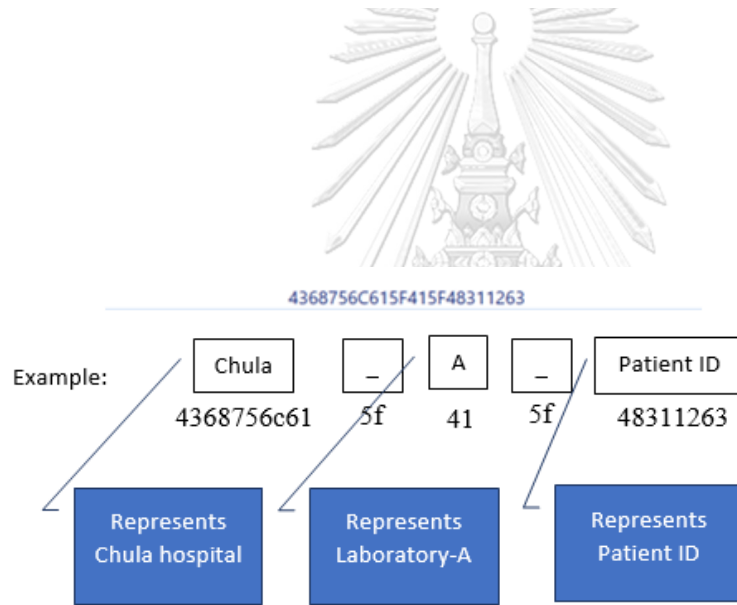 4368756C615F415F48311263
Example: Chula _ A _ Patient ID
4368756c61 5f 41 5f 48311263
Represents Represents Represents
Chula hospital Laboratory-A Patient ID